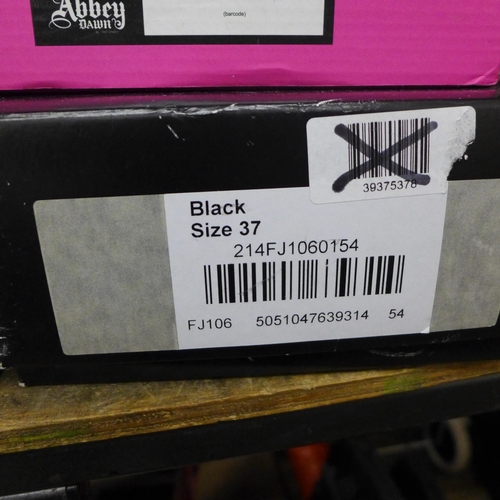 Abbey
DAWN
(barcode)
39375378
Black
Size 37
214FJ1060154
FJ106 5051047639314 54